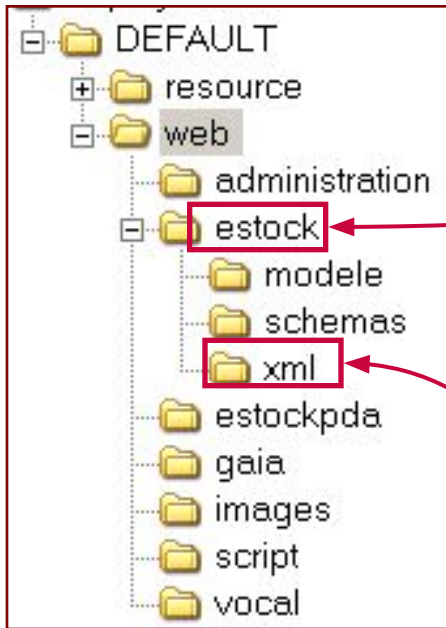 DEFAULT
resource
web
administration
estock
modele
schemas
xml
estockpda
gaia
images
script
vocal